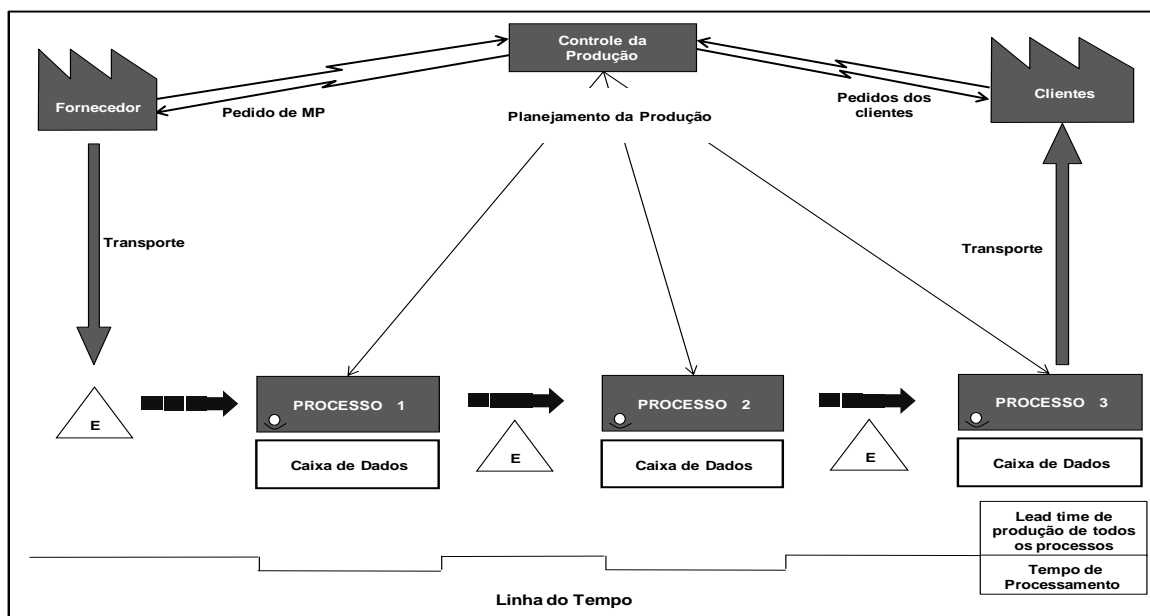 Controle da
Produção
Fornecedor
Clientes
Pedido de MP
Planejamento da Produção
Pedidos dos
clientes
Transporte
Transporte
E
PROCESSO 1
E
PROCESSO 2
E
PROCESSO 3
Caixa de Dados
Caixa de Dados
Caixa de Dados
Lead time de
produção de todos
os processos
Tempo de
Processamento
Linha do Tempo